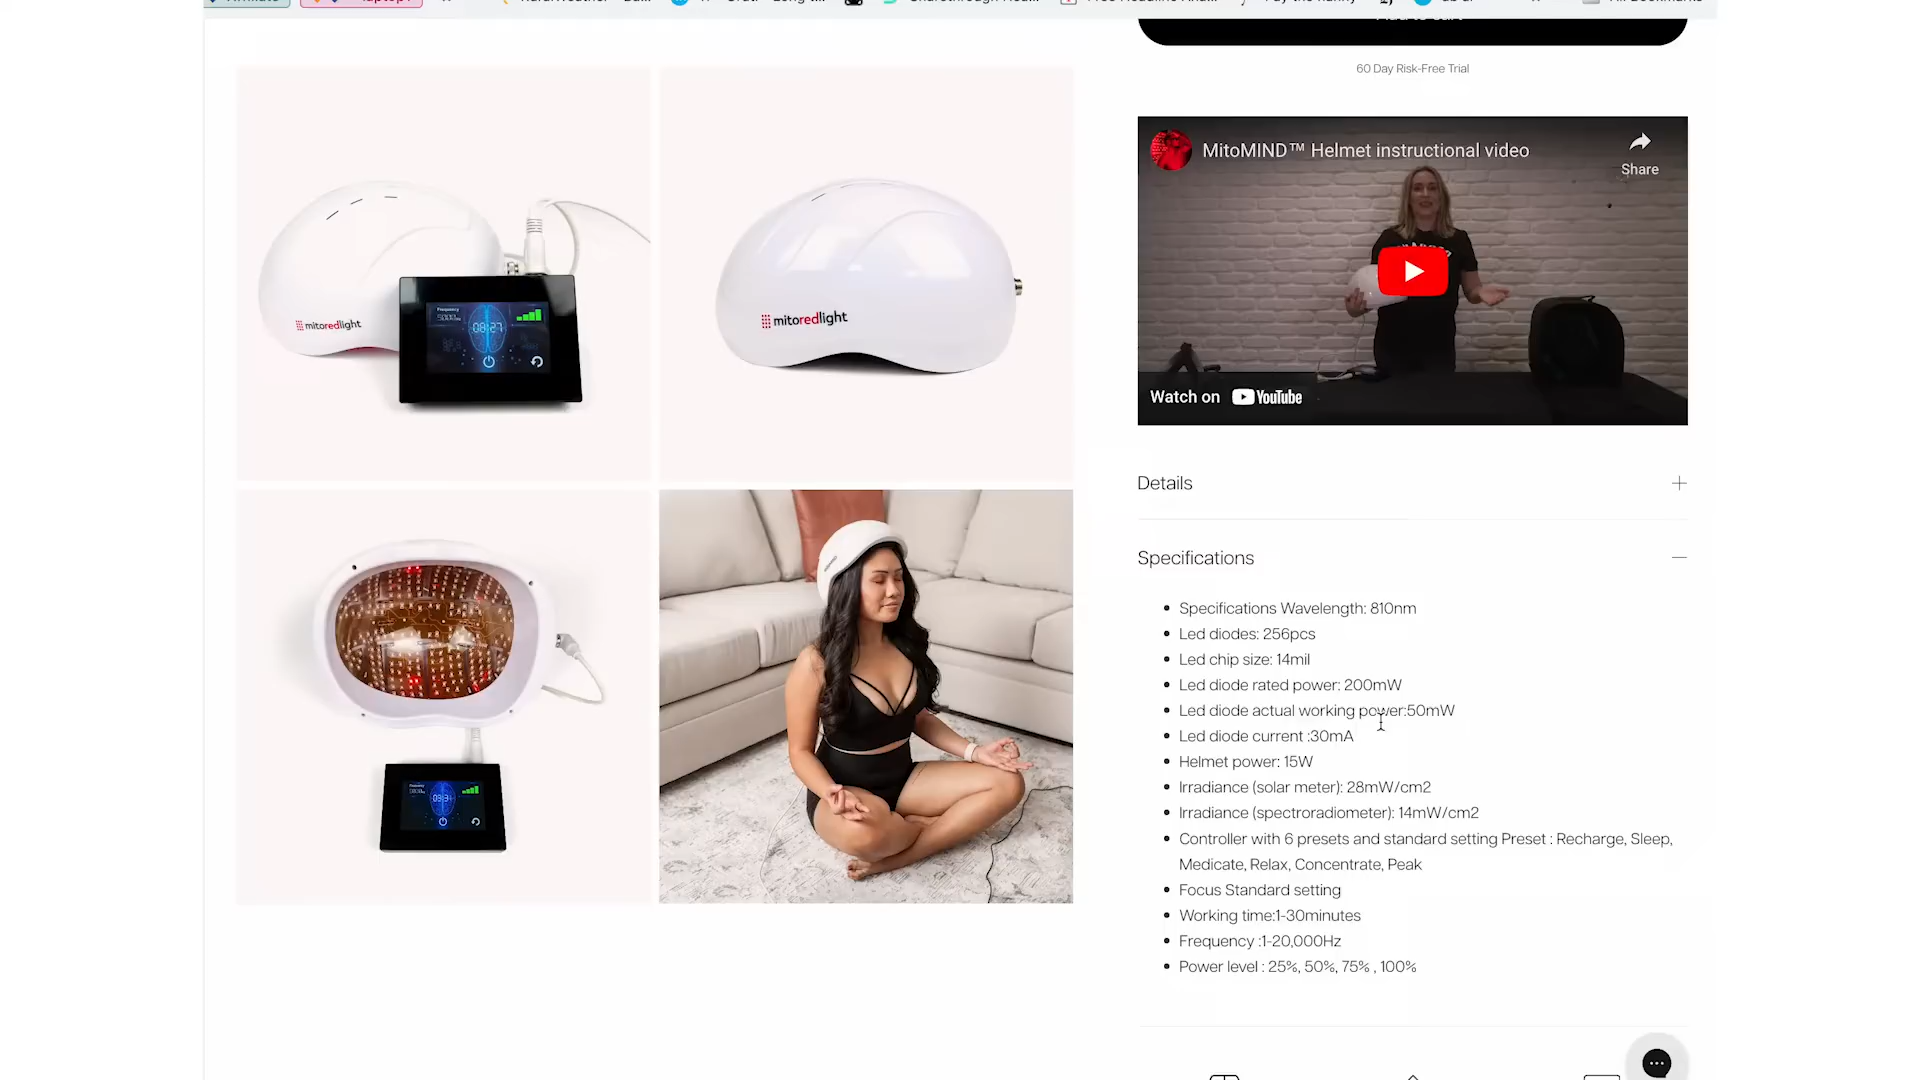 60 Day Risk-Free Trial
MitoMIND™ Helmet instructional video
Share
Watch on YouTube
mitoredlight
mitoredlight
Frequency
08:27
Details
Specifications
Specifications Wavelength: 810nm
Led diodes: 256pcs
Led chip size: 14mil
Led diode rated power: 200mW
Led diode actual working power:50mW
Led diode current :30mA
Helmet power: 15W
Irradiance (solar meter): 28mW/cm2
Irradiance (spectroradiometer): 14mW/cm2
Controller with 6 presets and standard setting Preset : Recharge, Sleep,
Medicate, Relax, Concentrate, Peak
Focus Standard setting
Working time:1-30minutes
Frequency :1-20,000Hz
Power level : 25%, 50%, 75% , 100%